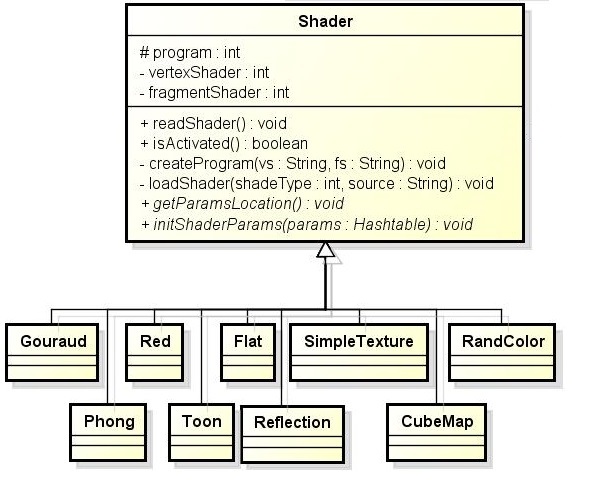 Shader
# program : int
- vertexShader : int
- fragmentShader : int
+ readShader() : void
+ isActivated() : boolean
- createProgram(vs : String, fs : String) : void
- loadShader(shadeType : int, source : String) : void
+ getParamsLocation() : void
+ initShaderParams(params : Hashtable) : void
Gouraud Red Flat SimpleTexture RandColor
Phong Toon Reflection CubeMap